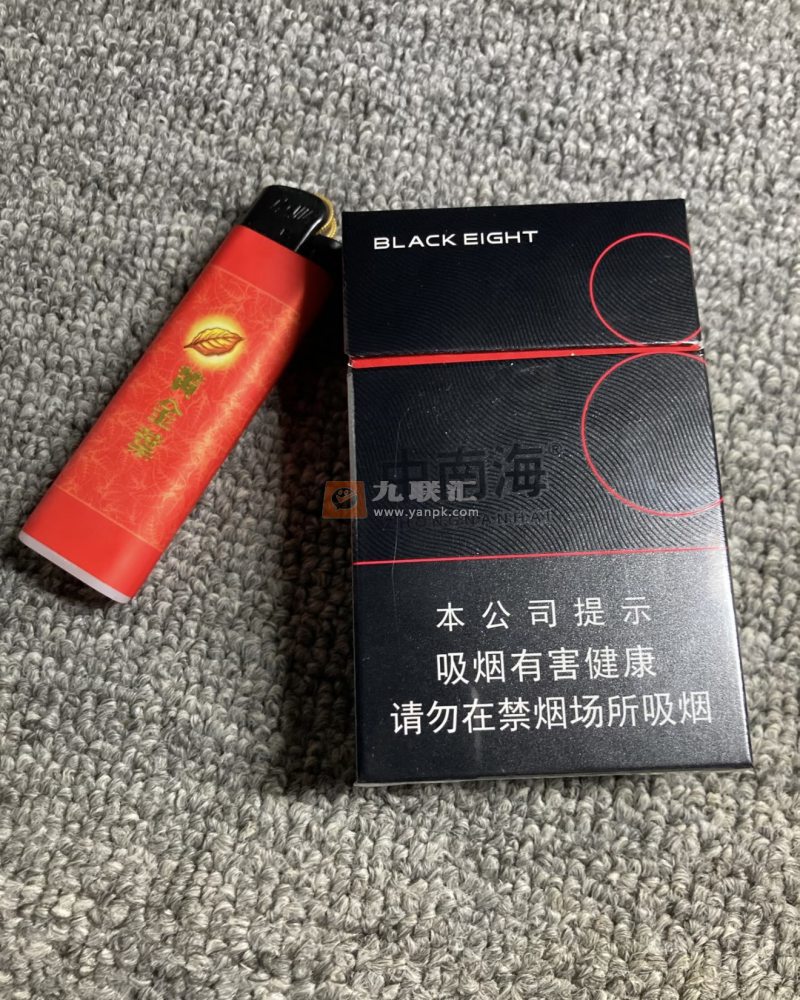 BLACK EIGHT
黄金葉
中南海®
九联汇
www.yanpk.com
本公司提示
吸烟有害健康
请勿在禁烟场所吸烟